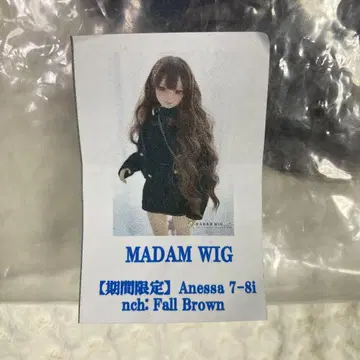 MADAM WIG
【期間限定】Anessa 7-8i
nch: Fall Brown